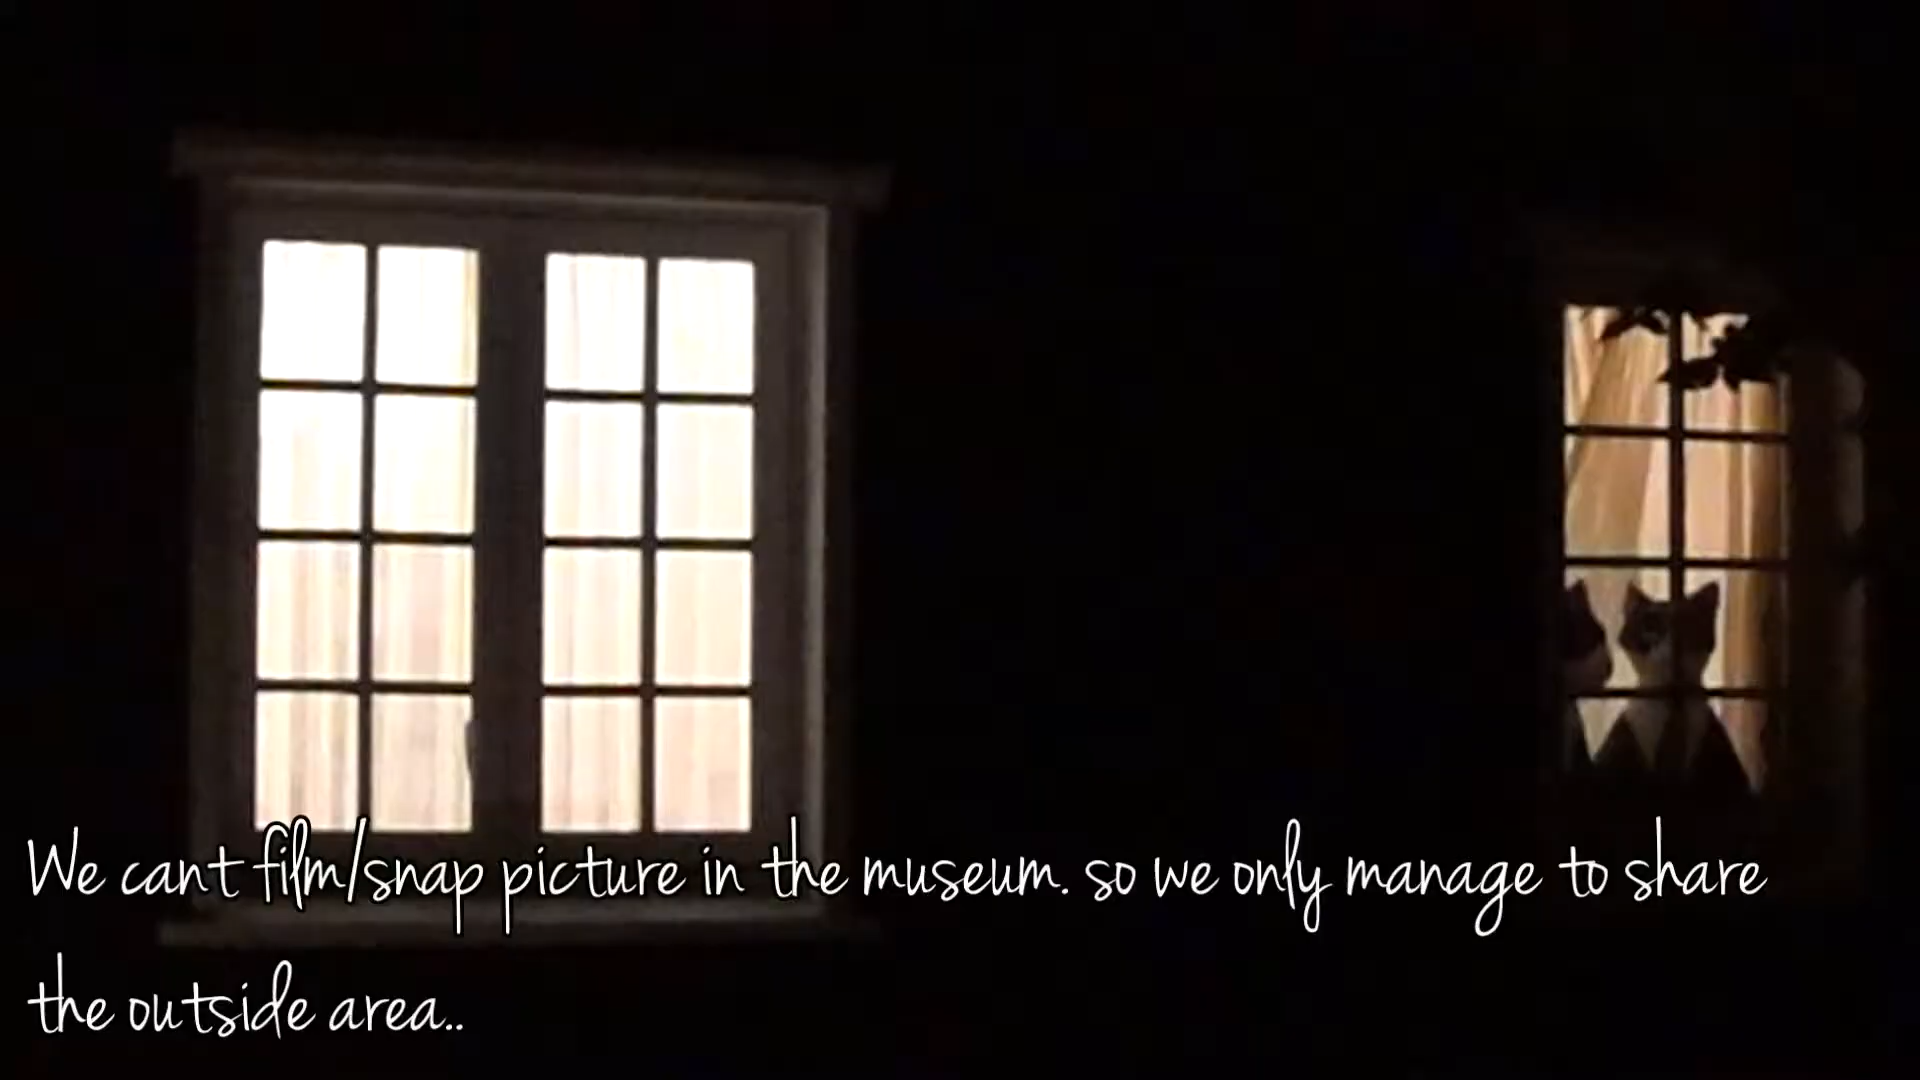 We cant film/snap picture in the museum. so we only manage to share
the outside area..